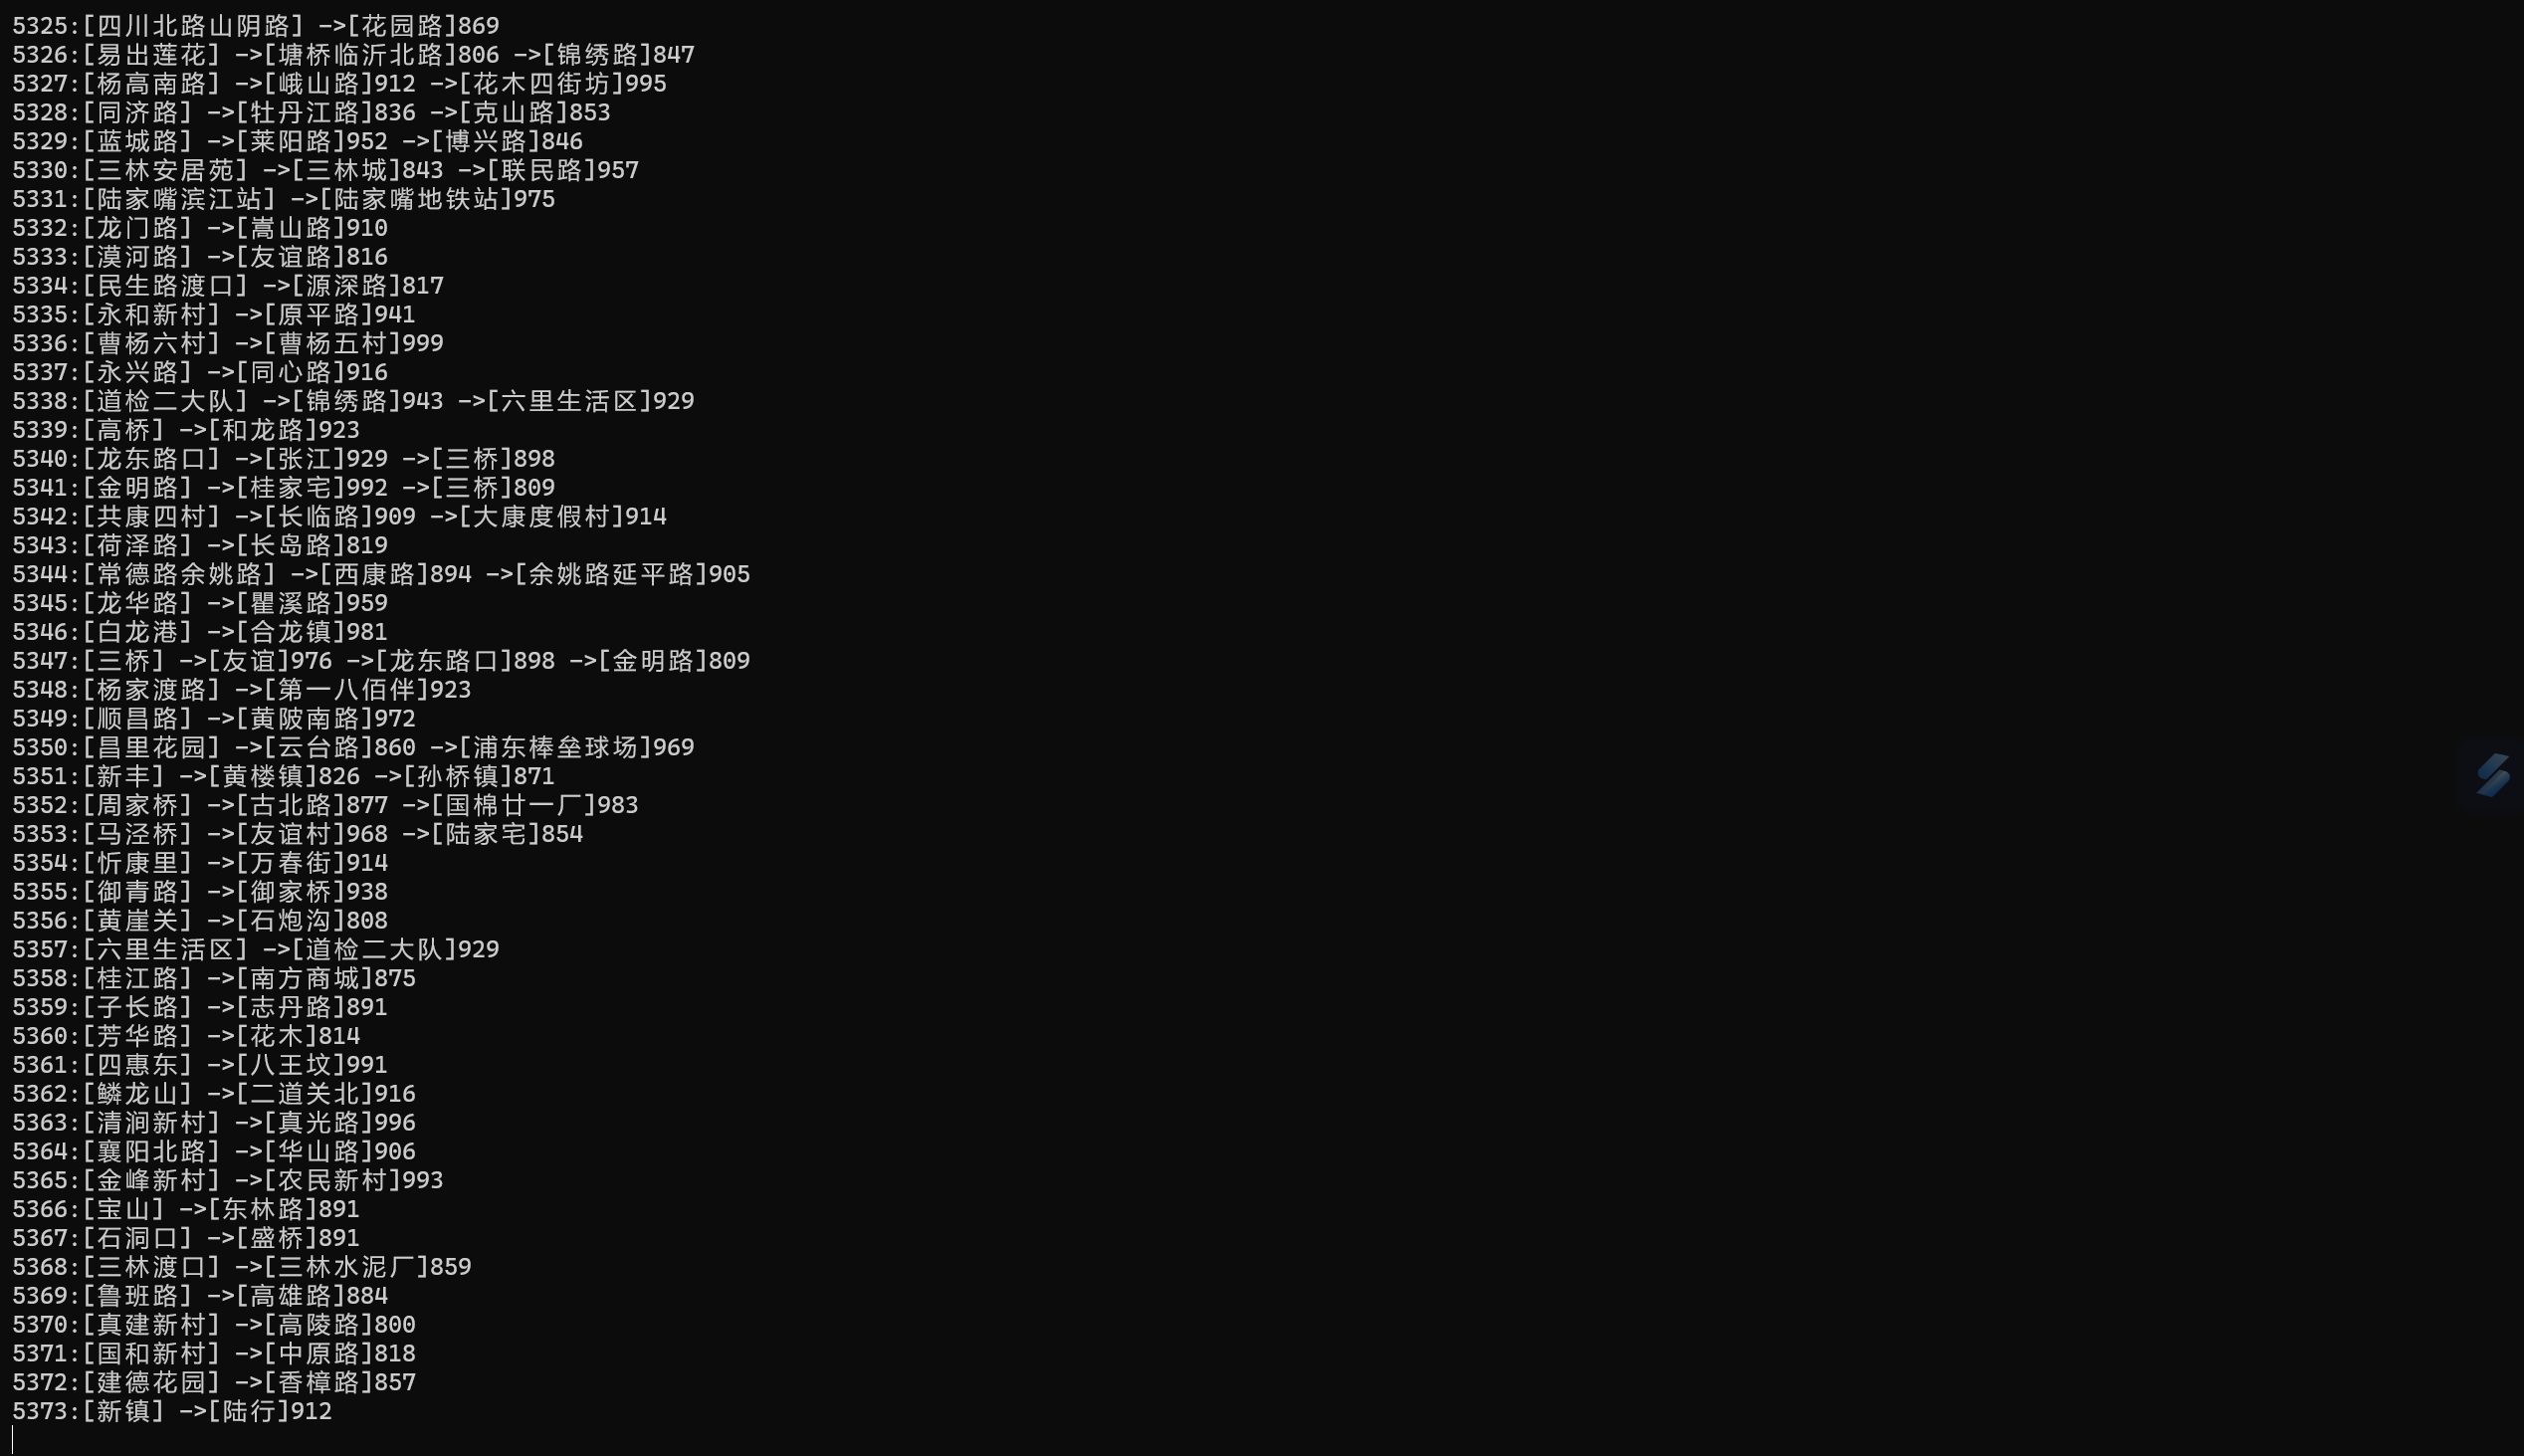 5325:[四川北路山阴路] ->[花园路]869
5326:[易出莲花] ->[塘桥临沂北路]806 ->[锦绣路]847
5327:[杨高南路] ->[峨山路]912 ->[花木四街坊]995
5328:[同济路] ->[牡丹江路]836 ->[克山路]853
5329:[蓝城路] ->[莱阳路]952 ->[博兴路]846
5330:[三林安居苑] ->[三林城]843 ->[联民路]957
5331:[陆家嘴滨江站] ->[陆家嘴地铁站]975
5332:[龙门路] ->[嵩山路]910
5333:[漠河路] ->[友谊路]816
5334:[民生路渡口] ->[源深路]817
5335:[永和新村] ->[原平路]941
5336:[曹杨六村] ->[曹杨五村]999
5337:[永兴路] ->[同心路]916
5338:[道检二大队] ->[锦绣路]943 ->[六里生活区]929
5339:[高桥] ->[和龙路]923
5340:[龙东路口] ->[张江]929 ->[三桥]898
5341:[金明路] ->[桂家宅]992 ->[三桥]809
5342:[共康四村] ->[长临路]909 ->[大康度假村]914
5343:[荷泽路] ->[长岛路]819
5344:[常德路余姚路] ->[西康路]894 ->[余姚路延平路]905
5345:[龙华路] ->[瞿溪路]959
5346:[白龙港] ->[合龙镇]981
5347:[三桥] ->[友谊]976 ->[龙东路口]898 ->[金明路]809
5348:[杨家渡路] ->[第一八佰伴]923
5349:[顺昌路] ->[黄陂南路]972
5350:[昌里花园] ->[云台路]860 ->[浦东棒垒球场]969
5351:[新丰] ->[黄楼镇]826 ->[孙桥镇]871
5352:[周家桥] ->[古北路]877 ->[国棉廿一厂]983
5353:[马泾桥] ->[友谊村]968 ->[陆家宅]854
5354:[忻康里] ->[万春街]914
5355:[御青路] ->[御家桥]938
5356:[黄崖关] ->[石炮沟]808
5357:[六里生活区] ->[道检二大队]929
5358:[桂江路] ->[南方商城]875
5359:[子长路] ->[志丹路]891
5360:[芳华路] ->[花木]814
5361:[四惠东] ->[八王坟]991
5362:[鳞龙山] ->[二道关北]916
5363:[清涧新村] ->[真光路]996
5364:[襄阳北路] ->[华山路]906
5365:[金峰新村] ->[农民新村]993
5366:[宝山] ->[东林路]891
5367:[石洞口] ->[盛桥]891
5368:[三林渡口] ->[三林水泥厂]859
5369:[鲁班路] ->[高雄路]884
5370:[真建新村] ->[高陵路]800
5371:[国和新村] ->[中原路]818
5372:[建德花园] ->[香樟路]857
5373:[新镇] ->[陆行]912